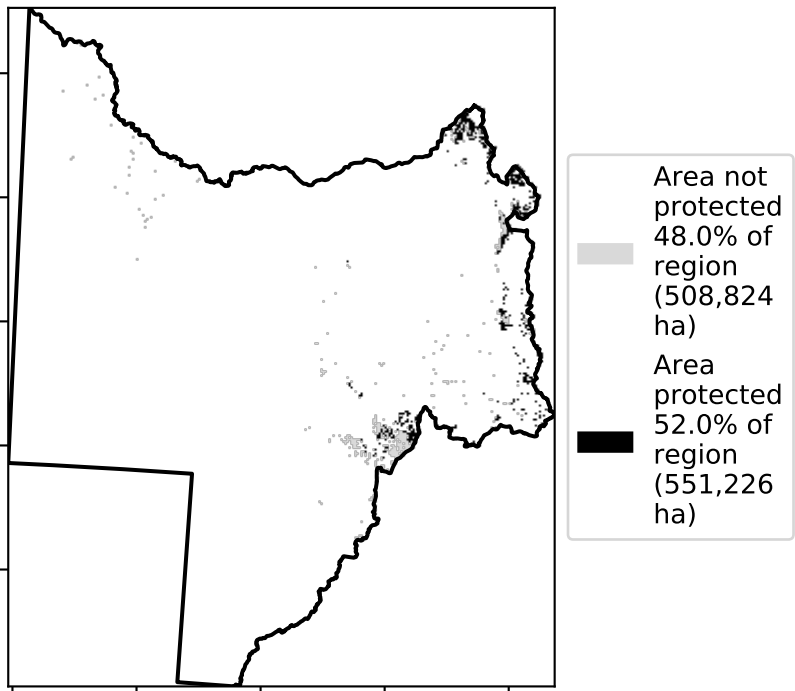 Area not
protected
48.0% of
region
(508,824
ha)
Area
protected
52.0% of
region
(551,226
ha)